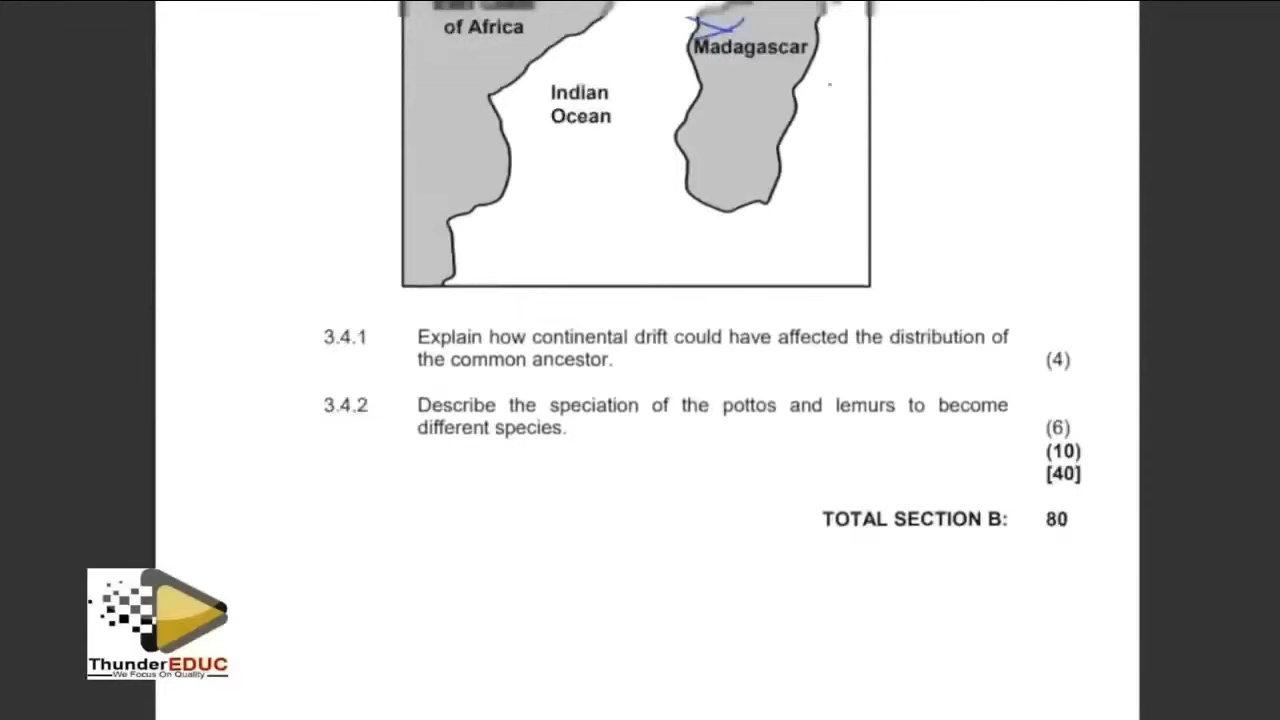 of Africa
Madagascar
Indian
Ocean
3.4.1 Explain how continental drift could have affected the distribution of
the common ancestor. (4)
3.4.2 Describe the speciation of the pottos and lemurs to become
different species. (6)
(10)
[40]
TOTAL SECTION B: 80
ThunderEDUC
We Focus On Quality